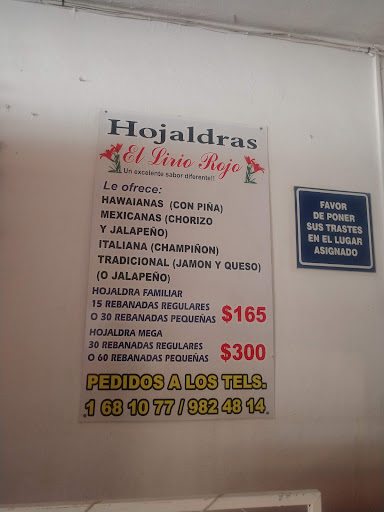 Hojaldras
El Lirio Rojo
Un excelente sabor diferente!!
Le ofrece:
HAWAIANAS (CON PIÑA)
MEXICANAS (CHORIZO
Y JALAPEÑO)
ITALIANA (CHAMPIÑON)
TRADICIONAL (JAMON Y QUESO)
(O JALAPEÑO)
HOJALDRA FAMILIAR
15 REBANADAS REGULARES
O 30 REBANADAS PEQUEÑAS $165
HOJALDRA MEGA
30 REBANADAS REGULARES
O 60 REBANADAS PEQUEÑAS $300
PEDIDOS A LOS TELS.
1 68 10 77 / 982 48 14
FAVOR
DE PONER
SUS TRASTES
EN EL LUGAR
ASIGNADO